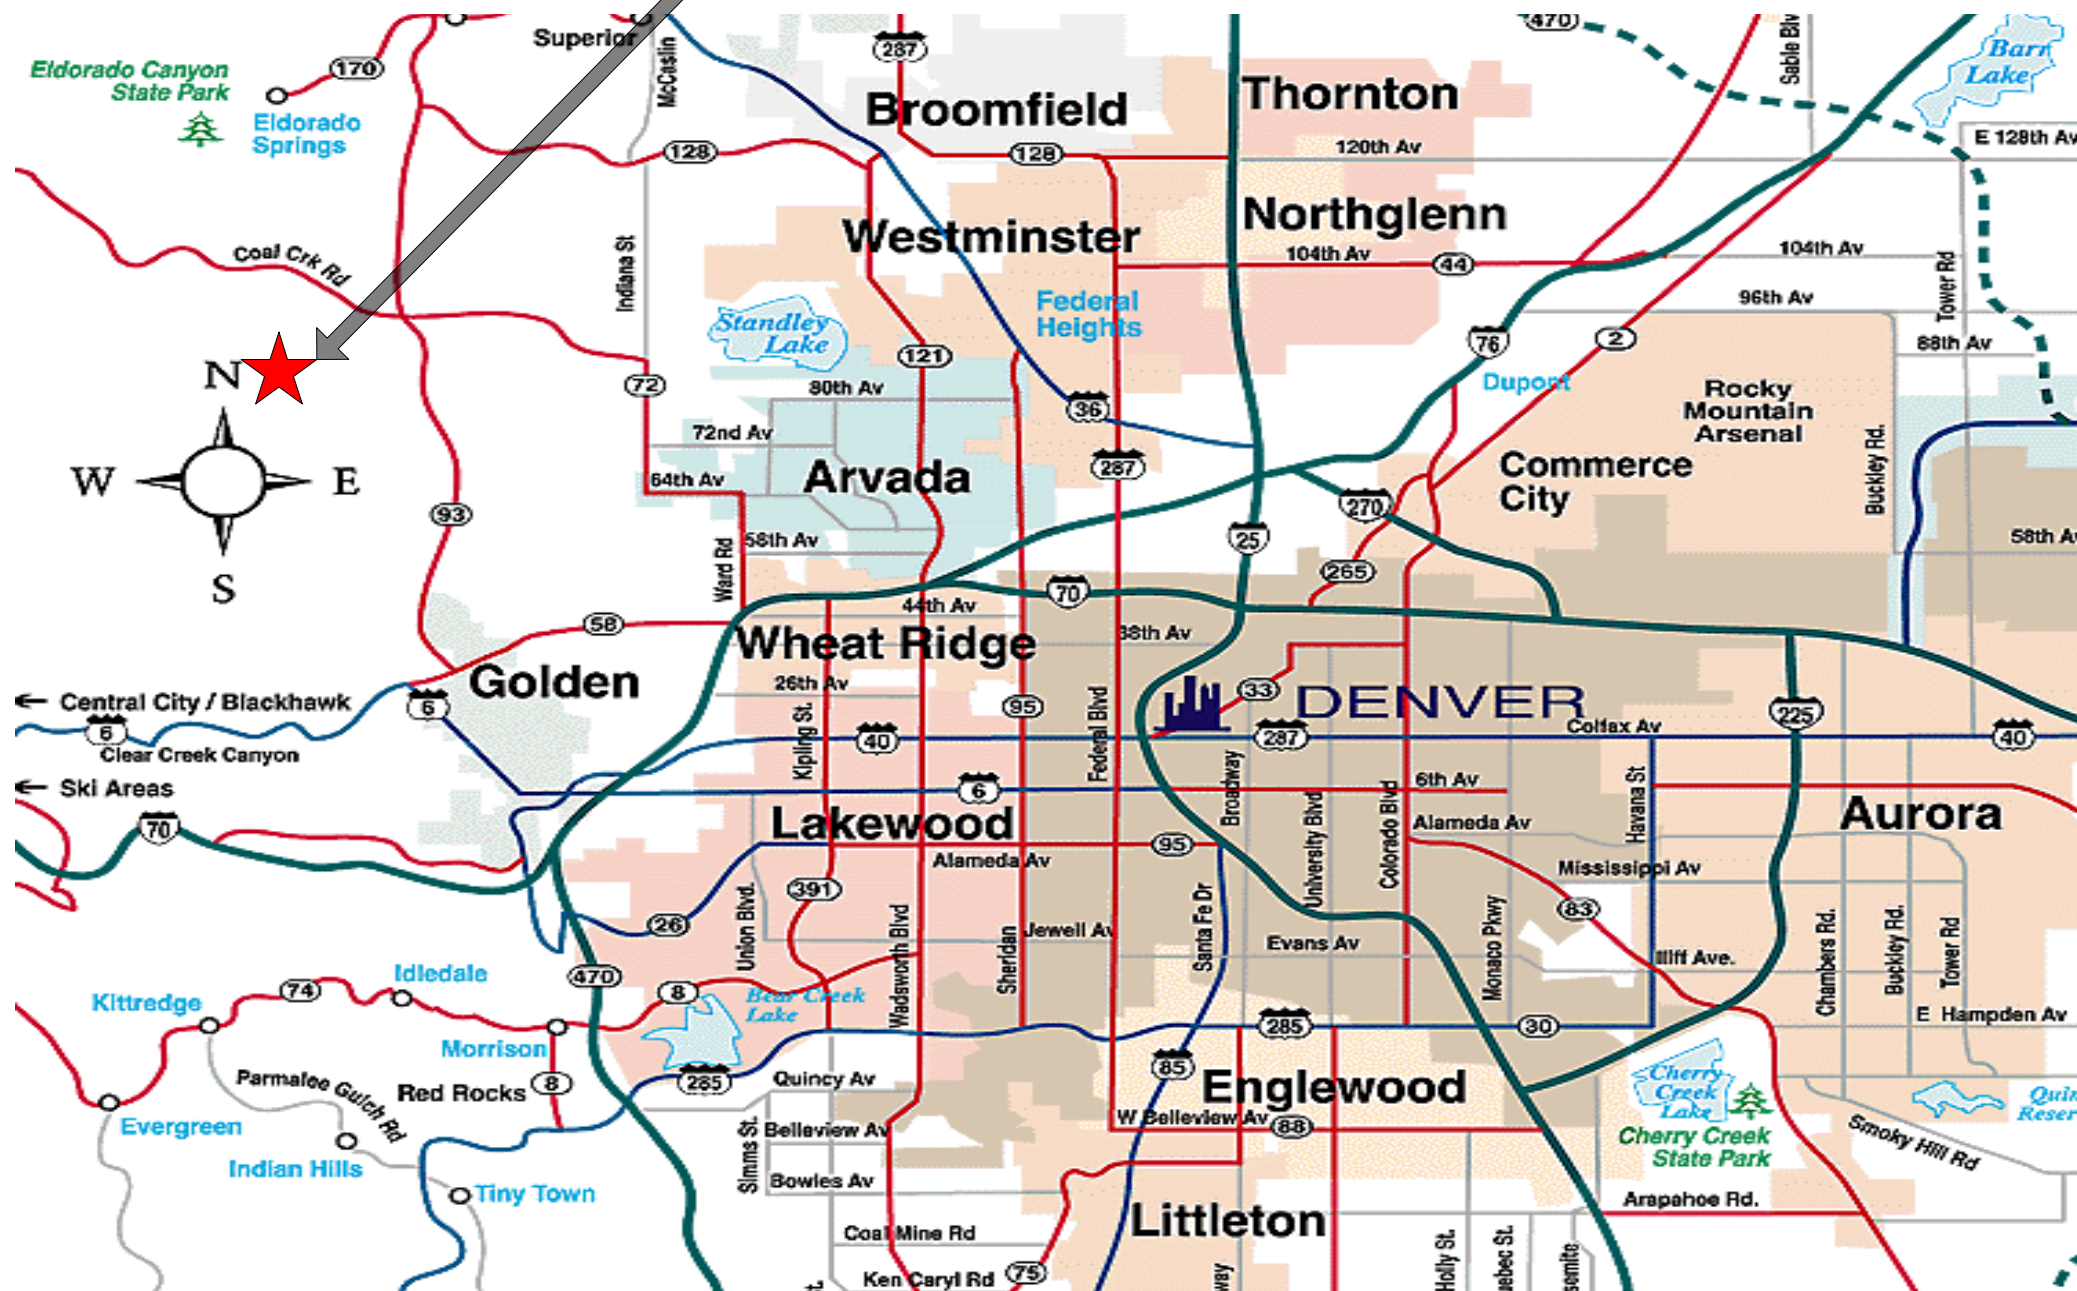 Superior
McCaslin
287
470
Sable Blv
Barr
Lake
Eldorado Canyon
State Park
170
Eldorado
Springs
Broomfield
Thornton
128
128
120th Av
E 128th Av
Coal Crk Rd
Indiana St
Westminster
Northglenn
104th Av
44
104th Av
Tower Rd
Federal
Heights
96th Av
Standley
Lake
121
76
2
88th Av
N
72
80th Av
36
Dupont
Rocky
Mountain
Arsenal
72nd Av
287
Buckley Rd.
W
E
64th Av
Arvada
Commerce
City
93
270
25
58th Av
58th A
Ward Rd
S
265
70
44th Av
58
38th Av
Wheat Ridge
Golden
26th Av
33
DENVER
Central City / Blackhawk
6
6
Clear Creek Canyon
Kipling St.
95
Federal Blvd
40
287
Colfax Av
225
40
Ski Areas
70
6
Broadway
6th Av
Havana St
Lakewood
University Blvd
Colorado Blvd
Alameda Av
Aurora
Alameda Av
95
Mississippi Av
391
26
Union Blvd.
Wadsworth Blvd
Sheridan
Jewell Av
Santa Fe Dr
Evans Av
Monaco Pkwy
83
Iliff Ave.
Chambers Rd.
Buckley Rd.
Tower Rd
470
Idledale
74
Kittredge
8
Bear Creek
Lake
285
30
E Hampden Av
Morrison
Parmalee Gulch Rd
Red Rocks
8
285
Quincy Av
85
Englewood
Cherry
Creek
Lake
Quin
Reser
Evergreen
Simms St.
Belleview Av
W Belleview Av
88
Cherry Creek
State Park
Smoky Hill Rd
Indian Hills
Tiny Town
Bowles Av
Arapahoe Rd.
Littleton
Coal Mine Rd
Holly St.
uebec St.
osemite
Ken Caryl Rd
75
way
t.